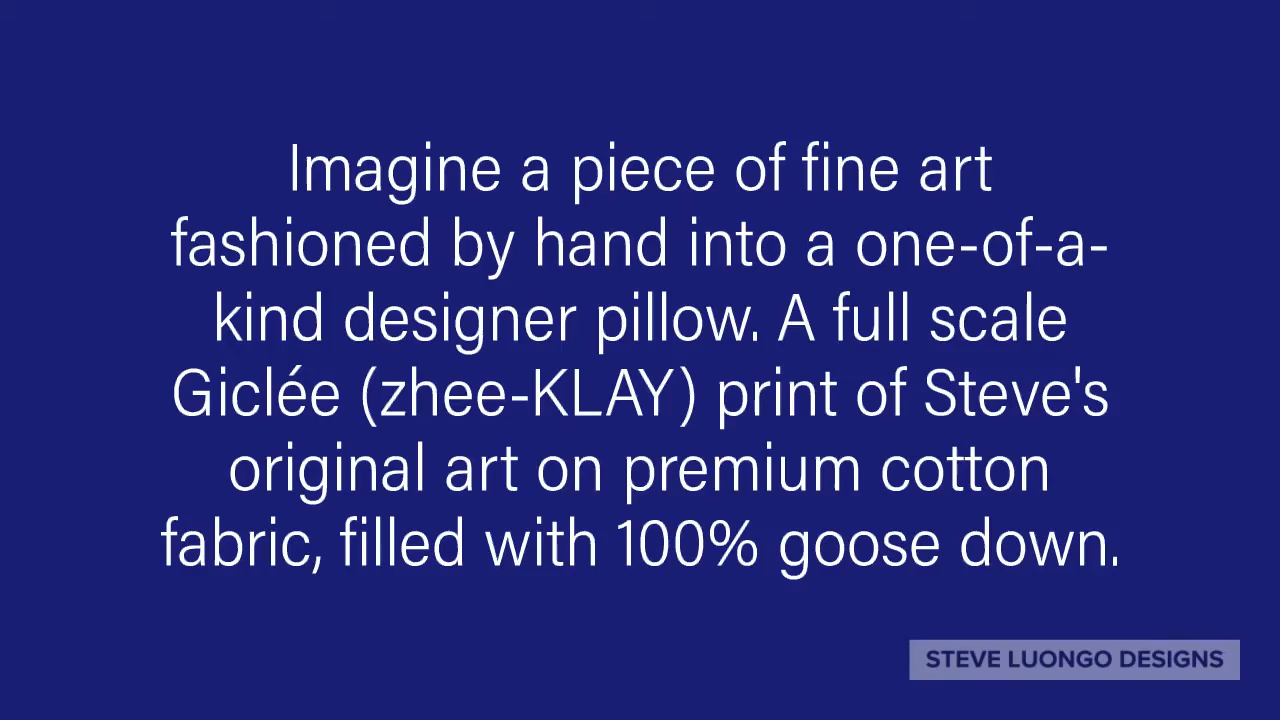 Imagine a piece of fine art
fashioned by hand into a one-of-a-
kind designer pillow. A full scale
Giclée (zhee-KLAY) print of Steve's
original art on premium cotton
fabric, filled with 100% goose down.
STEVE LUONGO DESIGNS